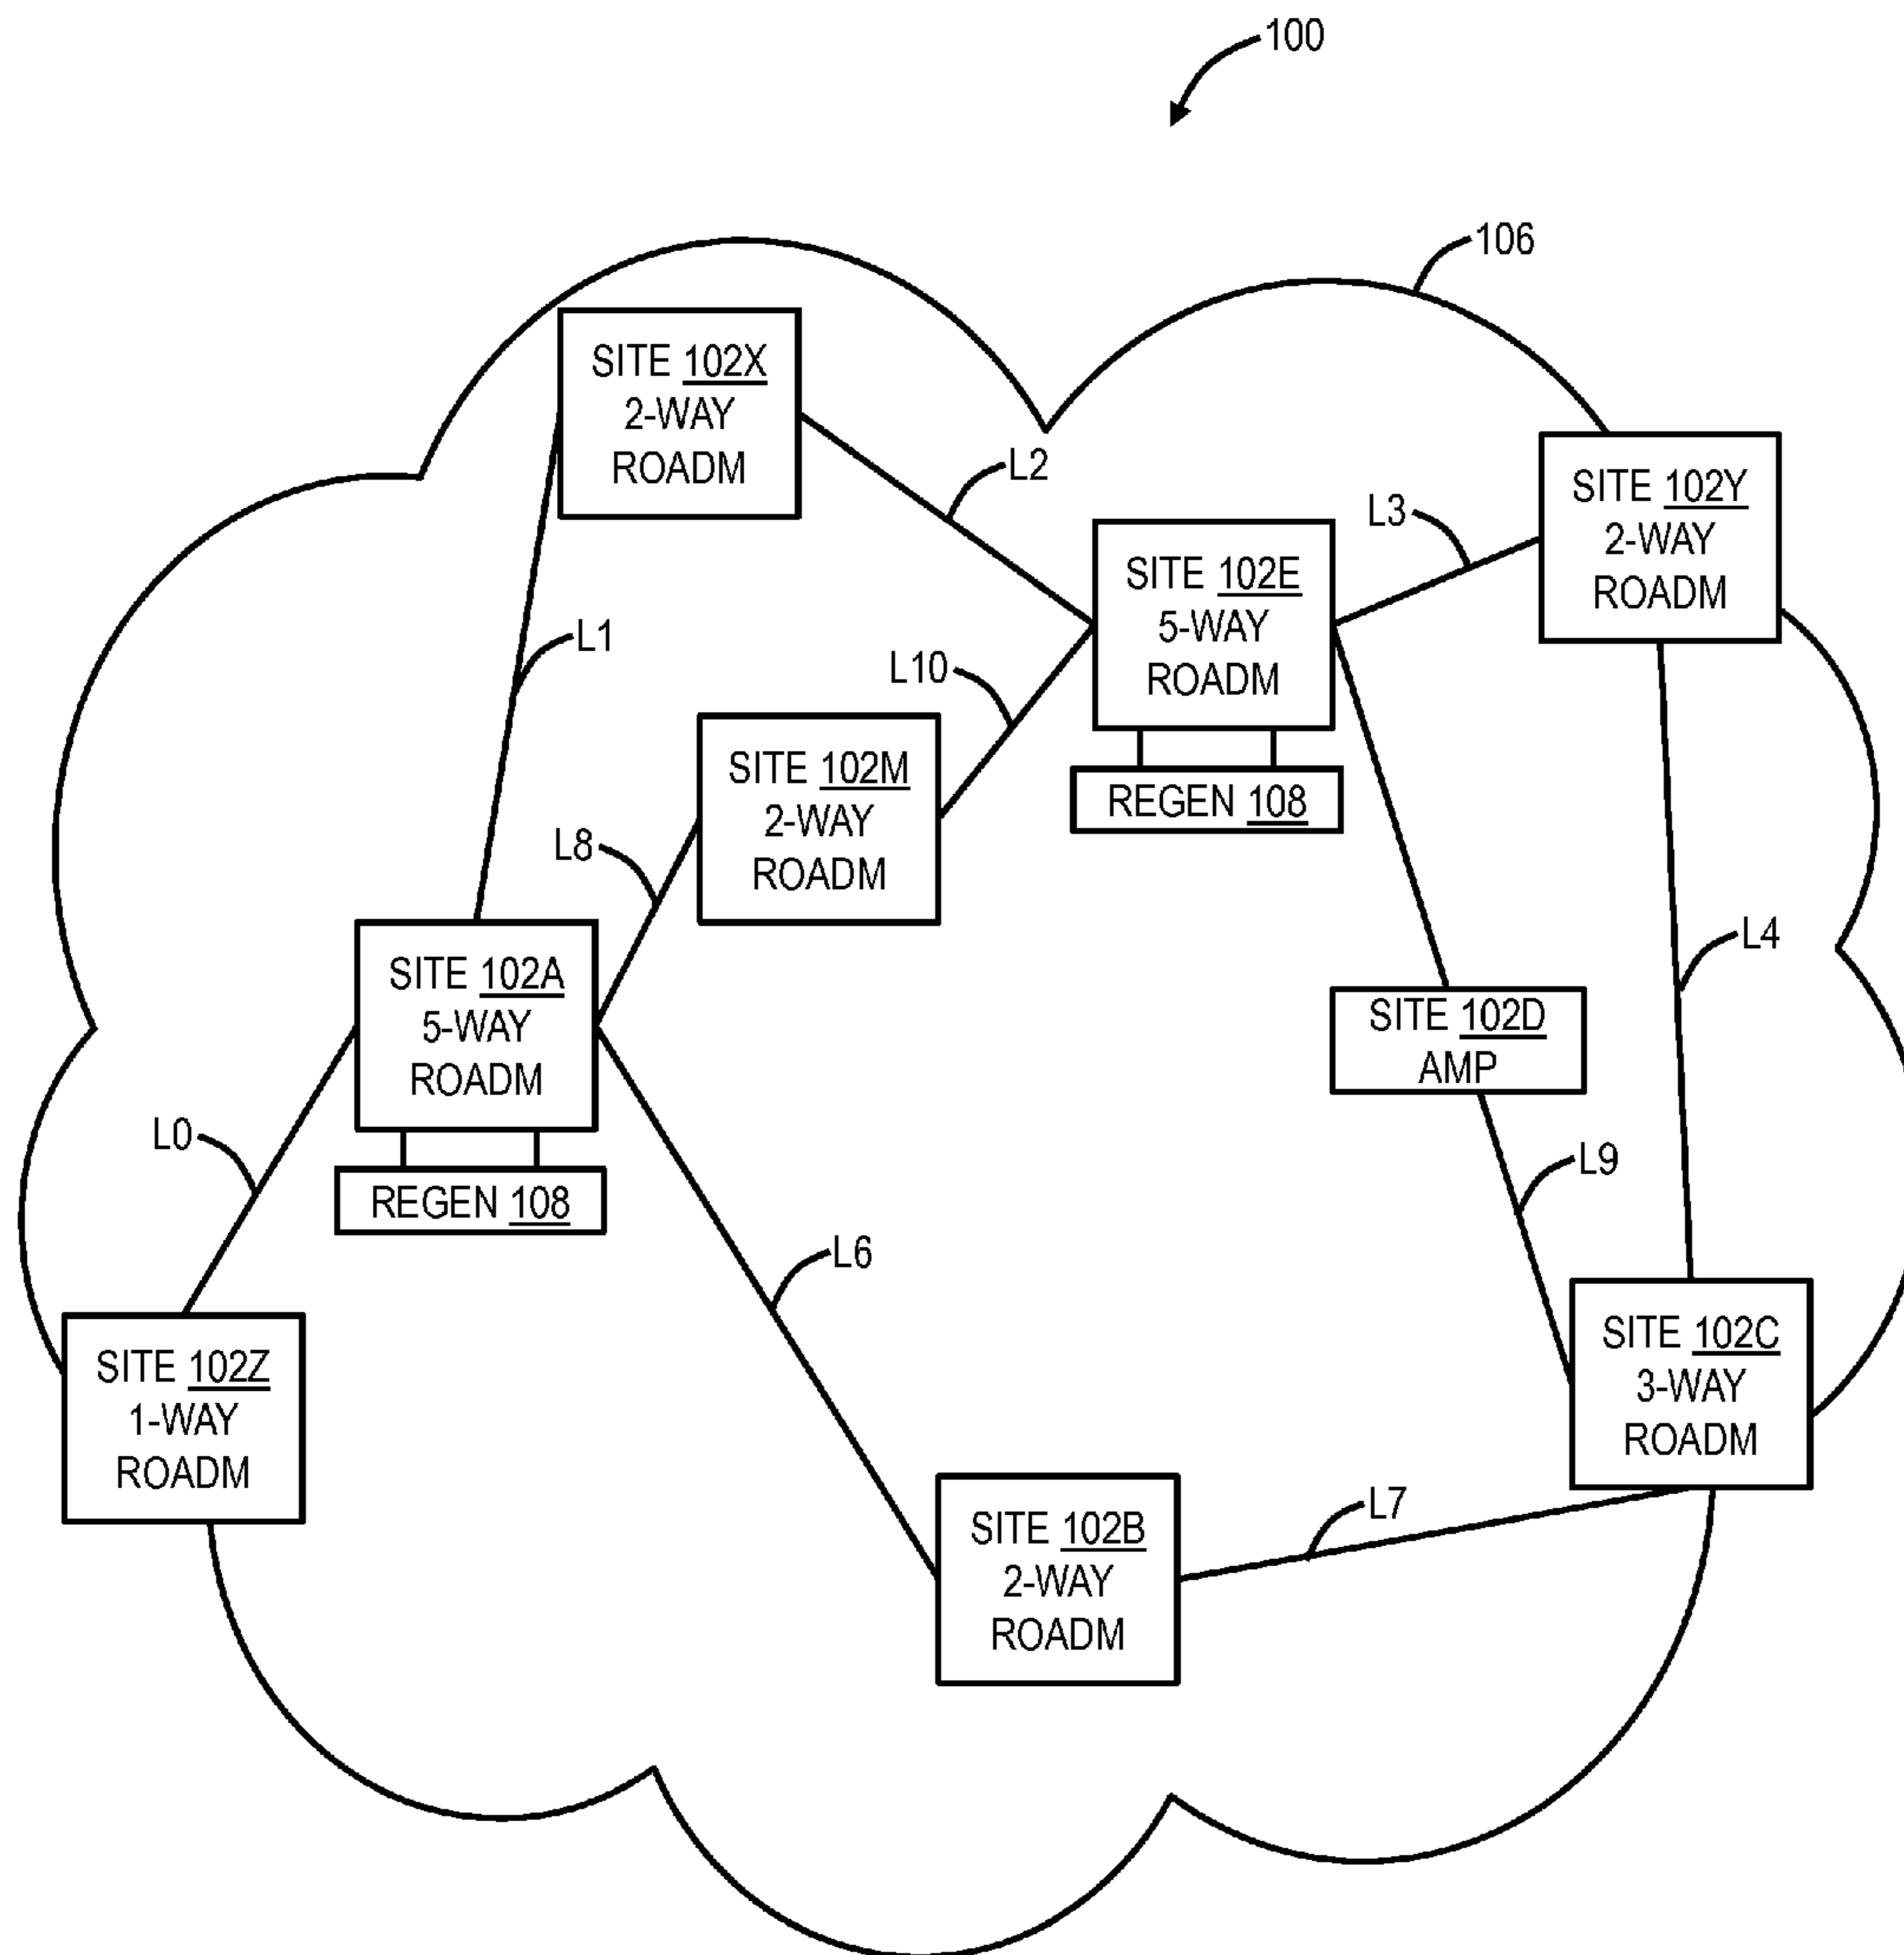 100
106
SITE 102X
2-WAY
ROADM
L2
L3
SITE 102Y
2-WAY
ROADM
SITE 102E
5-WAY
ROADM
REGEN 108
L1
L10
SITE 102M
2-WAY
ROADM
L8
L4
SITE 102A
5-WAY
ROADM
REGEN 108
SITE 102D
AMP
L0
L9
L6
SITE 102Z
1-WAY
ROADM
SITE 102C
3-WAY
ROADM
L7
SITE 102B
2-WAY
ROADM